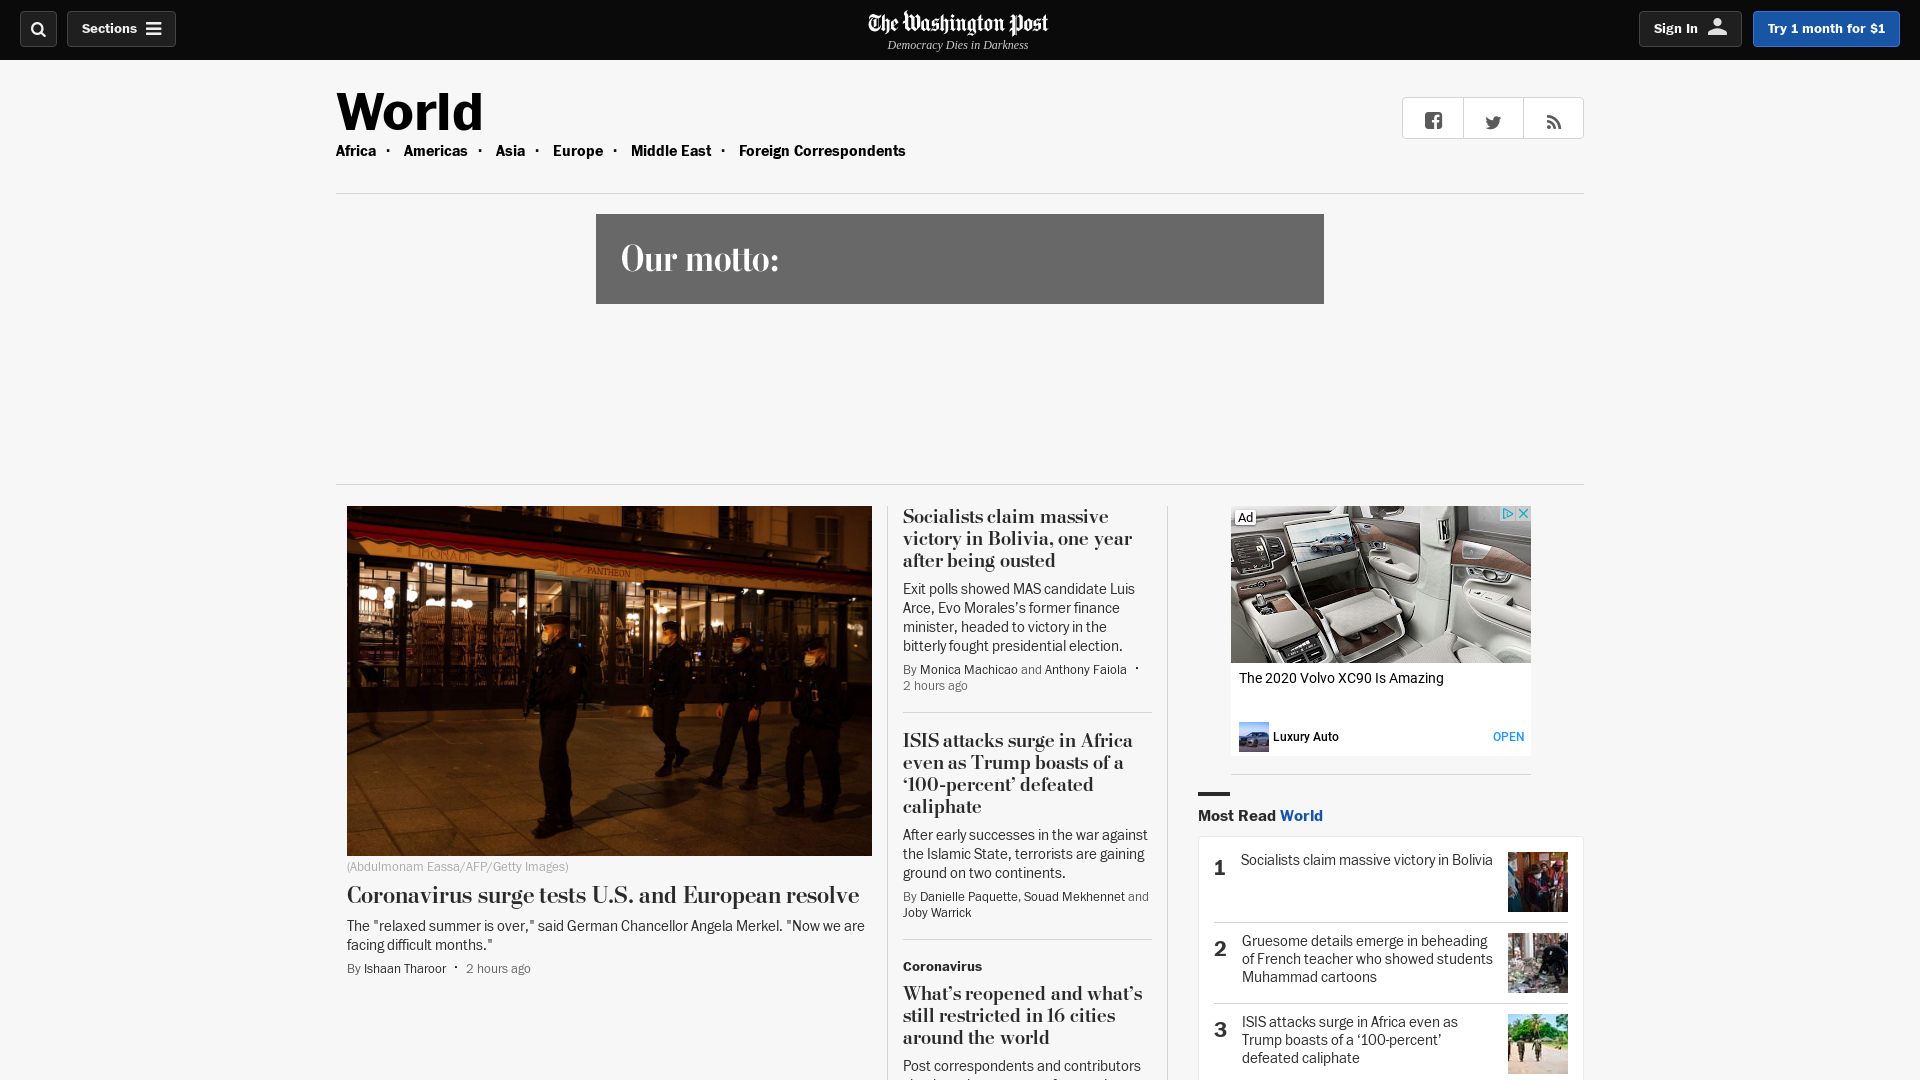 Sections
The Washington Post
Democracy Dies in Darkness
Sign In
Try 1 month for $1
World
Africa · Americas · Asia · Europe · Middle East · Foreign Correspondents
Our motto:
LIMONADE
PANTHEON
(Abdulmonam Eassa/AFP/Getty Images)
Coronavirus surge tests U.S. and European resolve
The "relaxed summer is over," said German Chancellor Angela Merkel. "Now we are
facing difficult months."
By Ishaan Tharoor · 2 hours ago
Socialists claim massive
victory in Bolivia, one year
after being ousted
Exit polls showed MAS candidate Luis
Arce, Evo Morales’s former finance
minister, headed to victory in the
bitterly fought presidential election.
By Monica Machicao and Anthony Faiola ·
2 hours ago
ISIS attacks surge in Africa
even as Trump boasts of a
‘100-percent’ defeated
caliphate
After early successes in the war against
the Islamic State, terrorists are gaining
ground on two continents.
By Danielle Paquette, Souad Mekhennet and
Joby Warrick
Coronavirus
What’s reopened and what’s
still restricted in 16 cities
around the world
Post correspondents and contributors
Ad
The 2020 Volvo XC90 Is Amazing
Luxury Auto
OPEN
Most Read World
1 Socialists claim massive victory in Bolivia
2 Gruesome details emerge in beheading
of French teacher who showed students
Muhammad cartoons
3 ISIS attacks surge in Africa even as
Trump boasts of a ‘100-percent’
defeated caliphate